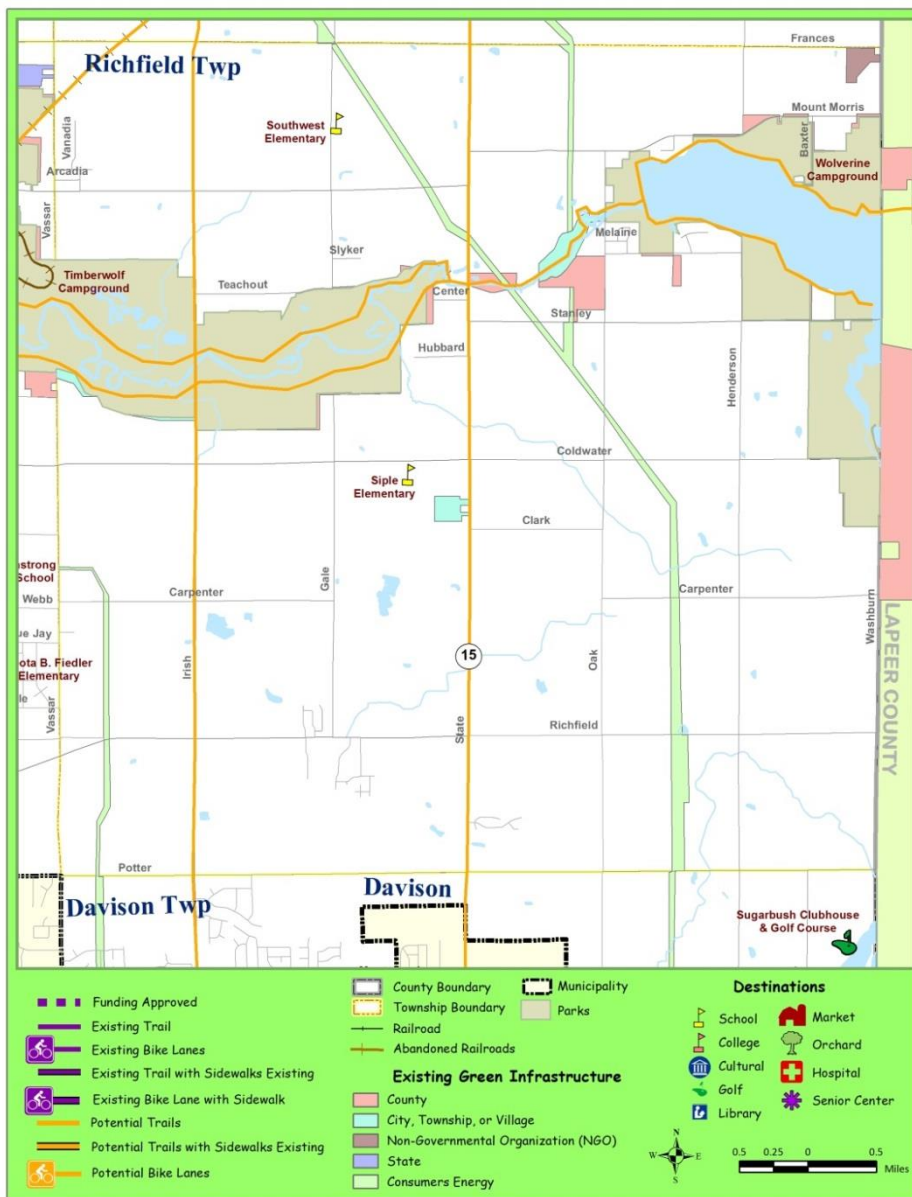 Frances
Richfield Twp
Mount Morris
Vanadia
Baxter
Southwest
Elementary
Wolverine
Campground
Arcadia
Vassar
Melaine
Slyker
Timberwolf
Campground
Teachout
Center
Stanley
Hubbard
Henderson
Coldwater
Siple
Elementary
Clark
Gale
School
Webb
Carpenter
Carpenter
Washburn
LAPEER COUNTY
15
Irish
Oak
B. Fiedler
Elementary
Vassar
State
Richfield
Potter
Davison Twp
Davison
Sugarbush Clubhouse
& Golf Course
Funding Approved
Existing Trail
Existing Bike Lanes
Existing Trail with Sidewalks Existing
Existing Bike Lane with Sidewalk
Potential Trails
Potential Trails with Sidewalks Existing
Potential Bike Lanes
County Boundary
Township Boundary
Railroad
Abandoned Railroads
Municipality
Parks
Existing Green Infrastructure
County
City, Township, or Village
Non-Governmental Organization (NGO)
State
Consumers Energy
Destinations
School
College
Cultural
Golf
Library
Market
Orchard
Hospital
Senior Center
N
W E
S
0.5 0.25 0 0.5
Miles